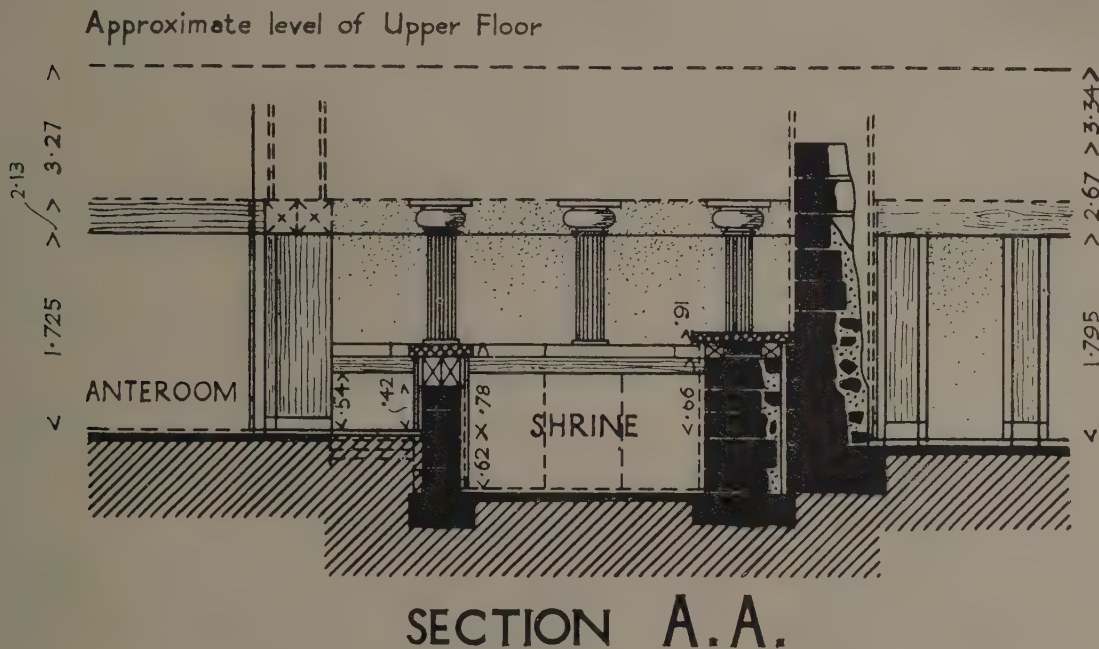 Approximate level of Upper Floor
< 1·725 > > 3·27 >
2·13
ANTEROOM
<·54>
·42
<·62 × ·78
SHRINE
<·66
·16
< 1·795 > 2·67 > 3·34 >
SECTION A.A.